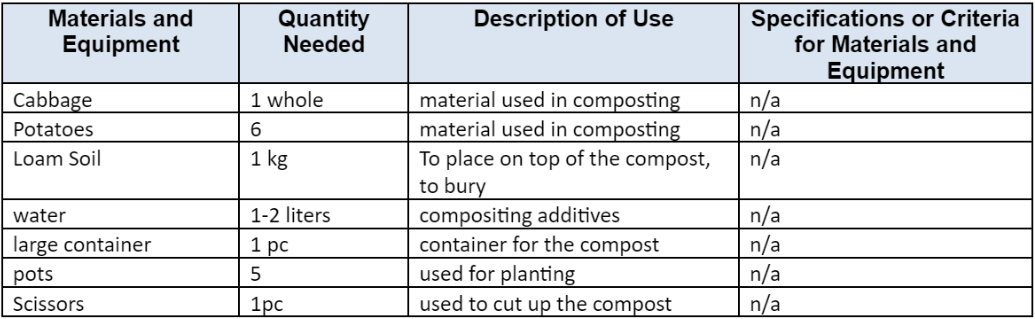 Materials and Equipment | Quantity Needed | Description of Use | Specifications or Criteria for Materials and Equipment
Cabbage | 1 whole | material used in composting | n/a
Potatoes | 6 | material used in composting | n/a
Loam Soil | 1 kg | To place on top of the compost, to bury | n/a
water | 1-2 liters | compositing additives | n/a
large container | 1 pc | container for the compost | n/a
pots | 5 | used for planting | n/a
Scissors | 1pc | used to cut up the compost | n/a